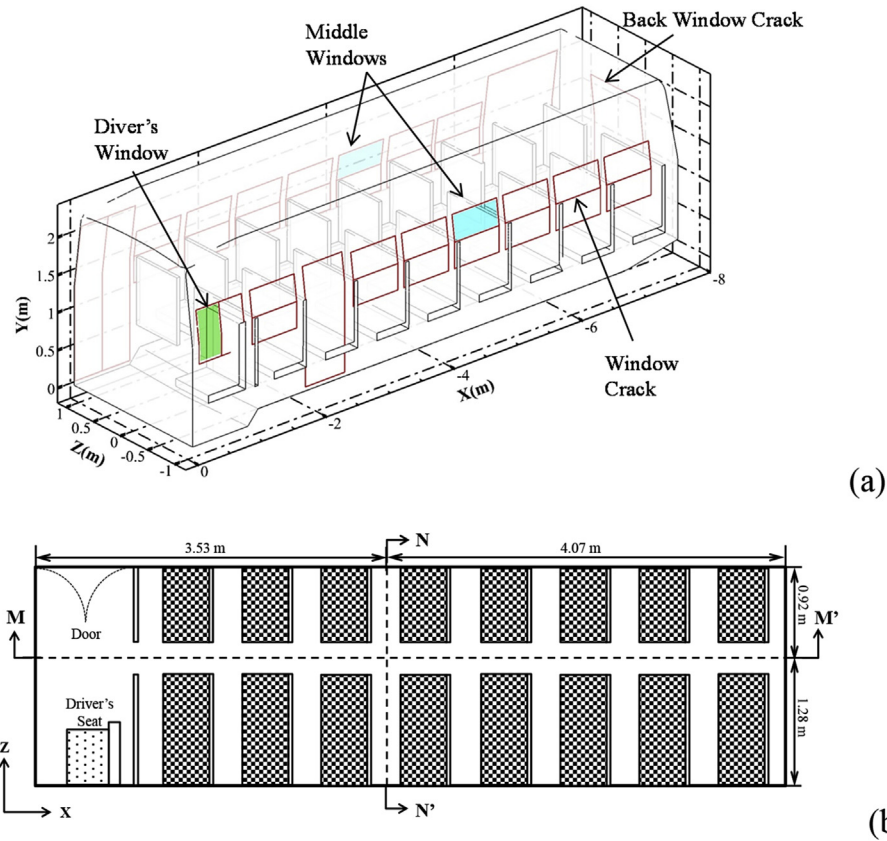 Back Window Crack
Middle
Windows
Diver's
Window
2
1.5
1
0.5
0
Y(m)
1
0.5
0
-0.5
-1
Z(m)
0
-2
-4
-6
-8
X(m)
Window
Crack
(a)
3.53 m
N
4.07 m
M
Door
0.92 m
M'
Driver's
Seat
1.28 m
Z
X
N'
(b